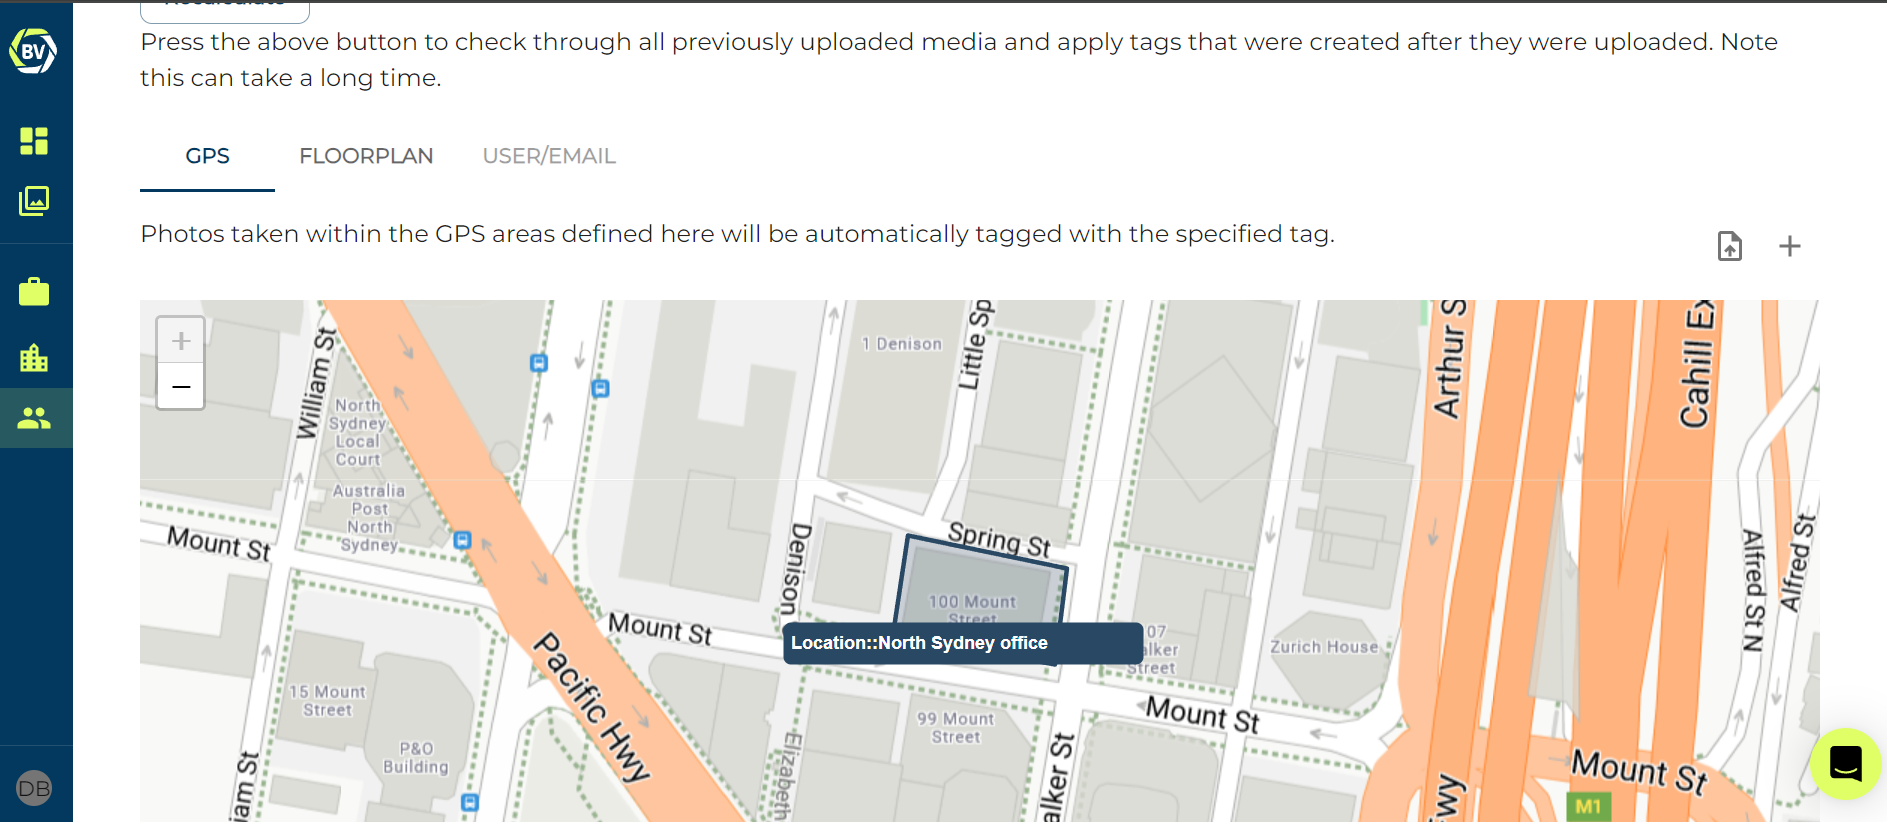 Recalculate
BV
Press the above button to check through all previously uploaded media and apply tags that were created after they were uploaded. Note
this can take a long time.
GPS
FLOORPLAN
USER/EMAIL
Photos taken within the GPS areas defined here will be automatically tagged with the specified tag.
+
−
William St
North
Sydney
Local
Court
Australia
Post
North
Sydney
Mount St
1 Denison
Little Sp
Arthur S
Cahill Ex
Denison
Spring St
100 Mount
Street
Location::North Sydney office
Mount St
07
alker
Street
Zurich House
Alfred St N
Alfred St
15 Mount
Street
P&O
Building
Pacific Hwy
99 Mount
Street
Mount St
Mount St
iam St
Elizabeth
alker St
wy
M1
DB